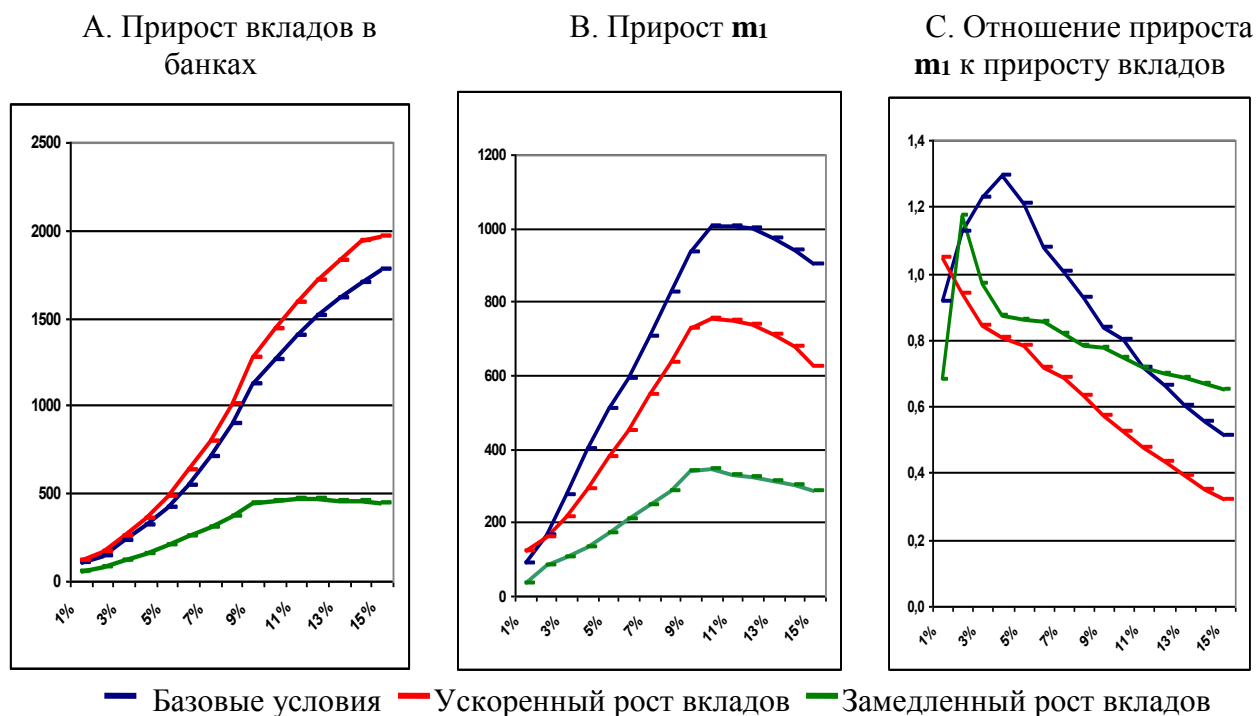 А. Прирост вкладов в
банках
В. Прирост m1
С. Отношение прироста
m1 к приросту вкладов
2500
2000
1500
1000
500
0
1% 3% 5% 7% 9% 11% 13% 15%
1200
1000
800
600
400
200
0
1% 3% 5% 7% 9% 11% 13% 15%
1,4
1,2
1,0
0,8
0,6
0,4
0,2
0,0
1% 3% 5% 7% 9% 11% 13% 15%
Базовые условия Ускоренный рост вкладов Замедленный рост вкладов